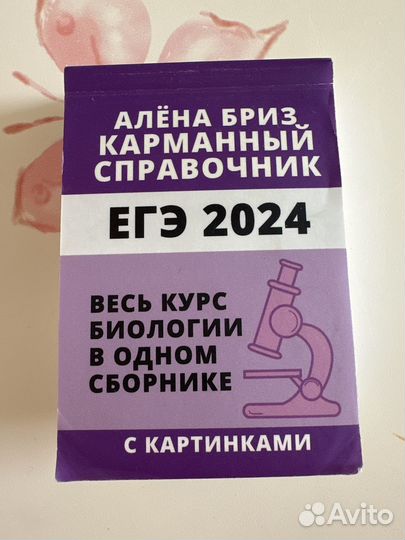 АЛЁНА БРИЗ
КАРМАННЫЙ
СПРАВОЧНИК
ЕГЭ 2024
ВЕСЬ КУРС
БИОЛОГИИ
В ОДНОМ
СБОРНИКЕ
С КАРТИНКАМИ
Avito